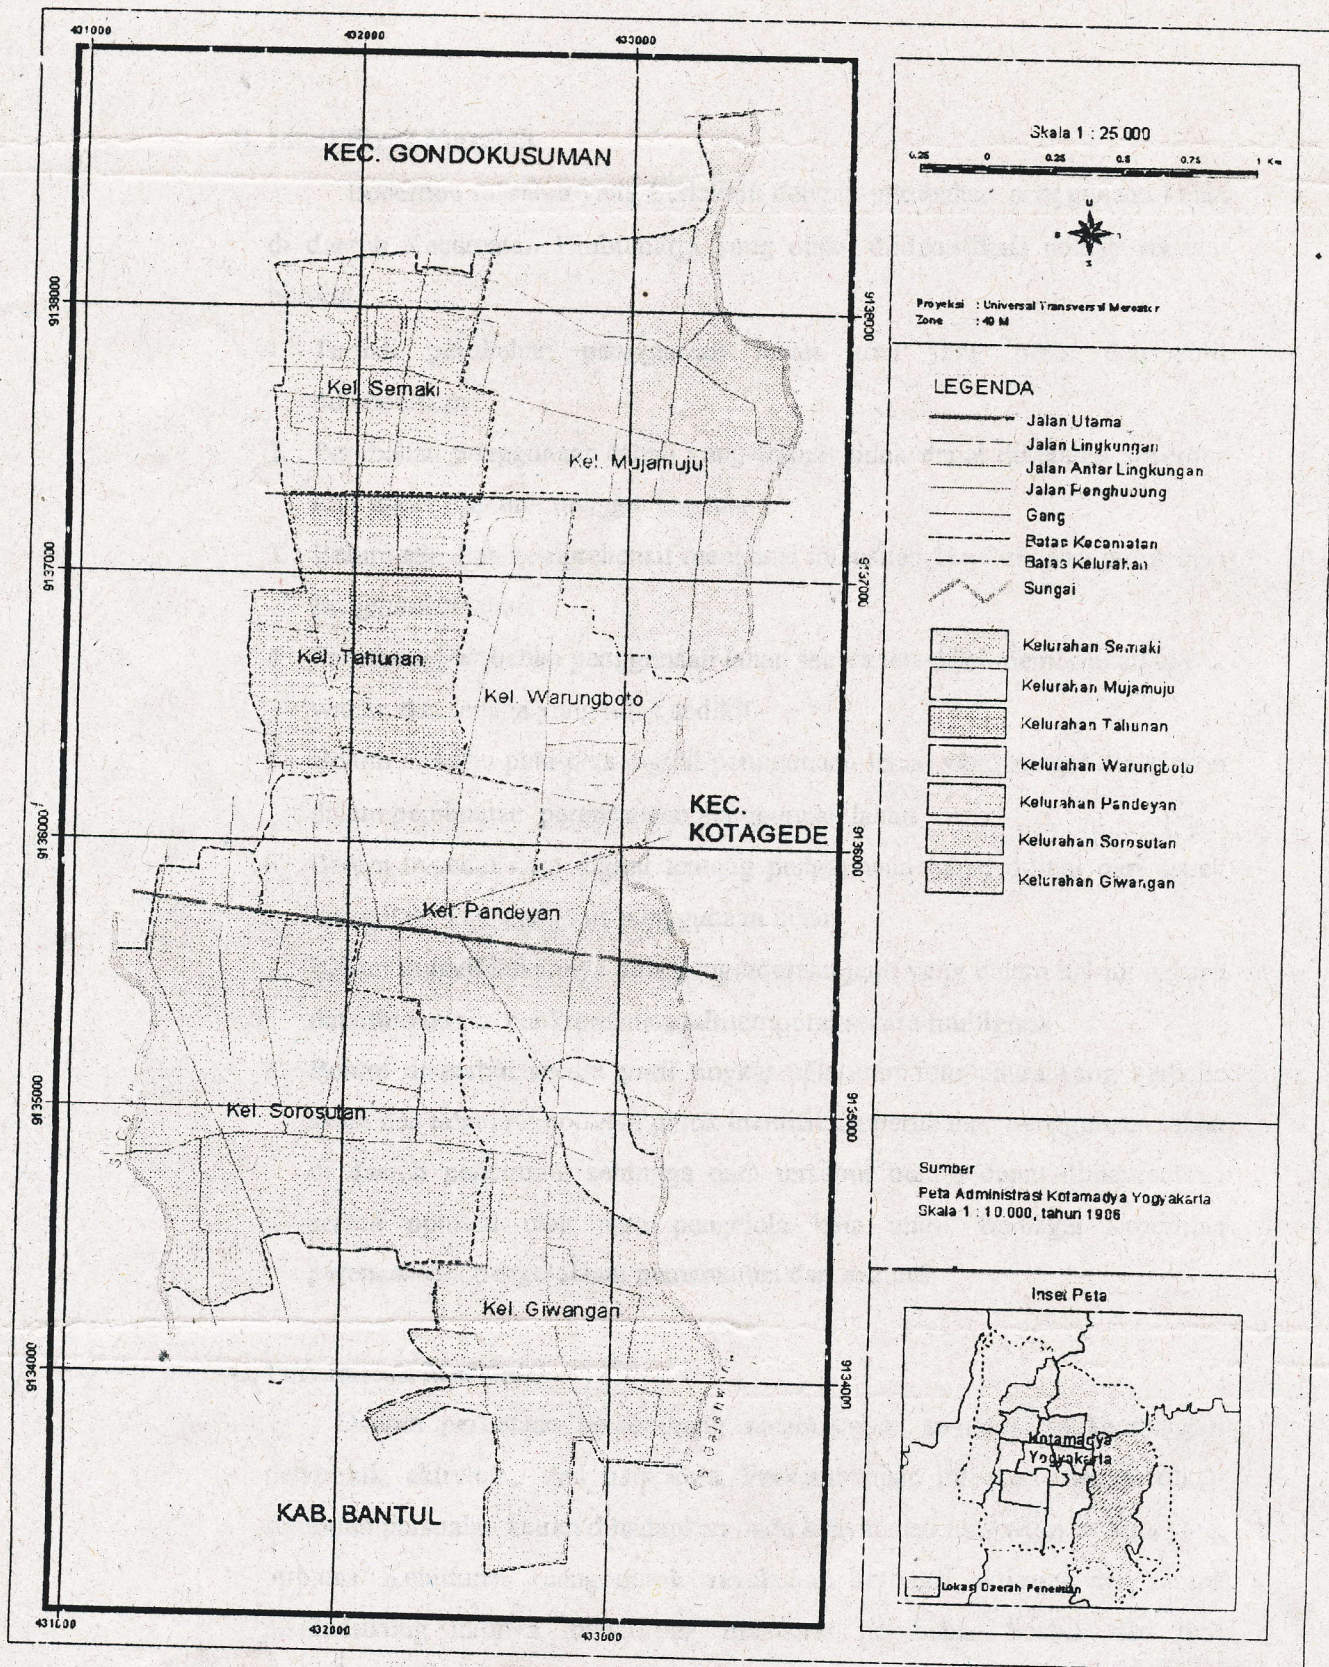 431000
432000
433000
KEC. GONDOKUSUMAN
9138000
9138000
Kel. Semaki
Kel. Mujamuju
9137000
9137000
Kel. Tahunan
Kel. Warungboto
KEC.
KOTAGEDE
9136000
9136000
Kel. Pandeyan
9135000
9135000
Kel. Sorosutan
Kel. Giwangan
9134000
9134000
KAB. BANTUL
431000
432000
433000
Skala 1 : 25 000
0.25 0 0.25 0.5 0.75 1 Km
U
B T
S
Proyeksi : Universal Transversal Mercator
Zone : 49 M
LEGENDA
Jalan Utama
Jalan Lingkungan
Jalan Antar Lingkungan
Jalan Penghubung
Gang
Batas Kecamatan
Batas Kelurahan
Sungai
Kelurahan Semaki
Kelurahan Mujamuju
Kelurahan Tahunan
Kelurahan Warungboto
Kelurahan Pandeyan
Kelurahan Sorosutan
Kelurahan Giwangan
Sumber
Peta Administrasi Kotamadya Yogyakarta
Skala 1 : 10.000, tahun 1986
Inset Peta
Kotamadya
Yogyakarta
Lokasi Daerah Penelitian